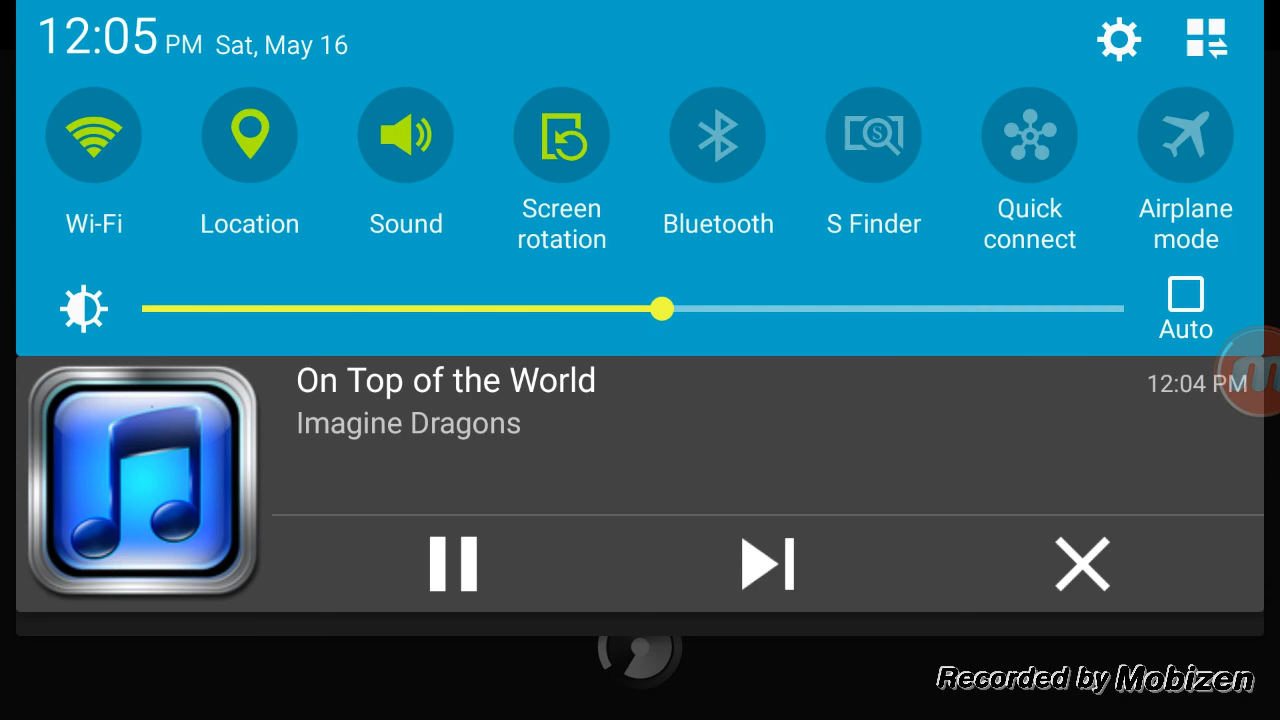 12:05 PM Sat, May 16
Wi-Fi
Location
Sound
Screen
rotation
Bluetooth
S Finder
Quick
connect
Airplane
mode
Auto
On Top of the World
12:04 PM
Imagine Dragons
Recorded by Mobizen